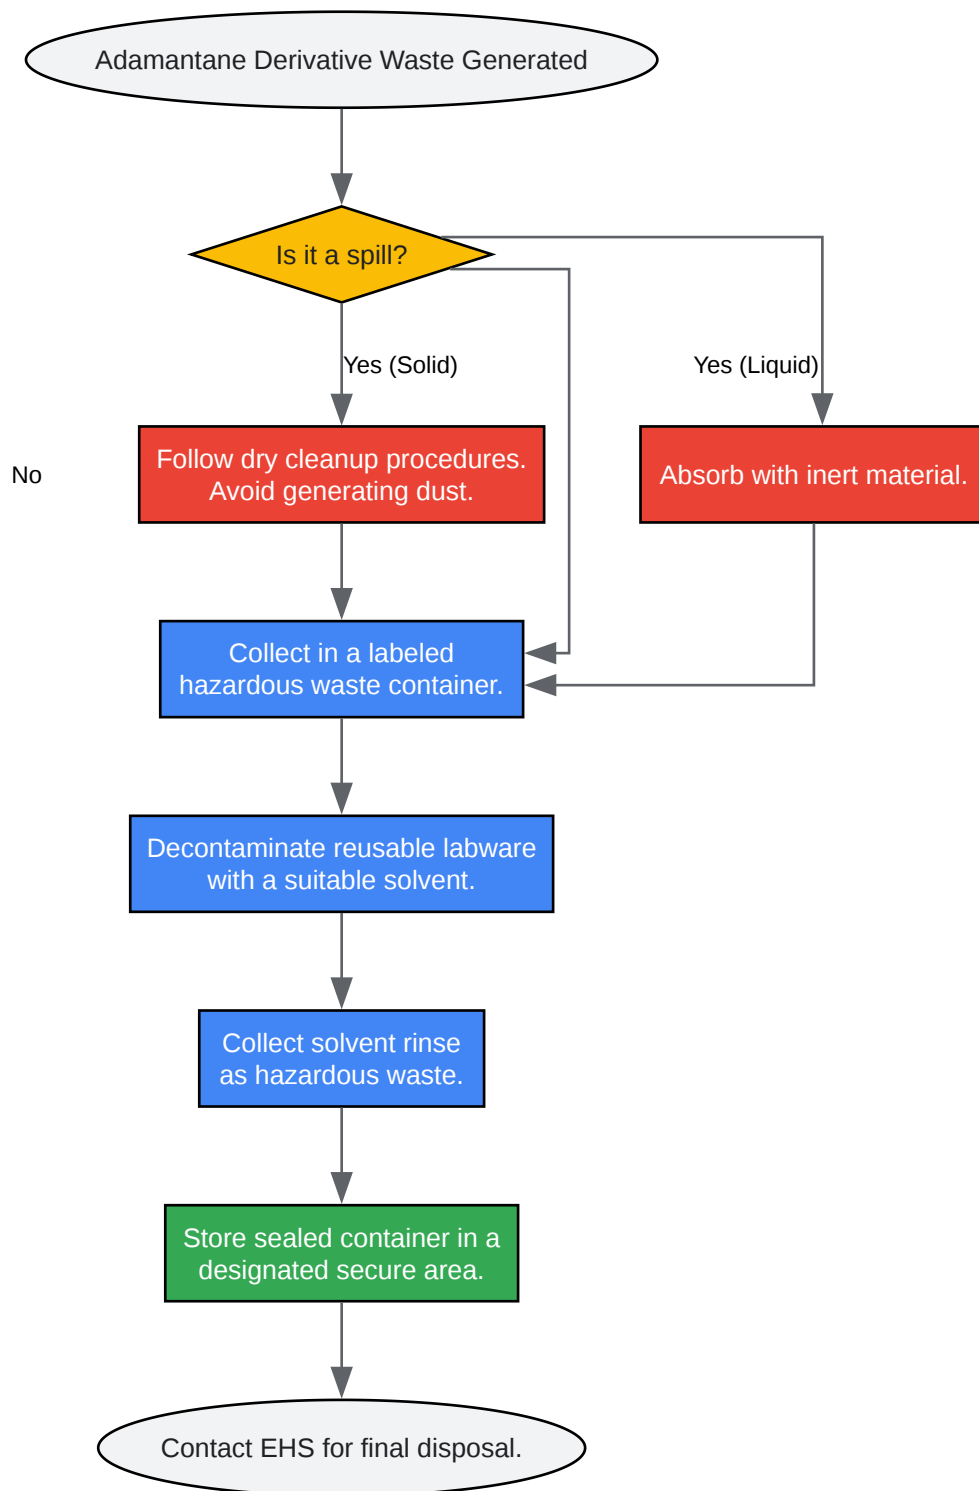 Adamantane Derivative Waste Generated
Is it a spill?
Yes (Solid)
Yes (Liquid)
No
Follow dry cleanup procedures.
Avoid generating dust.
Absorb with inert material.
Collect in a labeled
hazardous waste container.
Decontaminate reusable labware
with a suitable solvent.
Collect solvent rinse
as hazardous waste.
Store sealed container in a
designated secure area.
Contact EHS for final disposal.